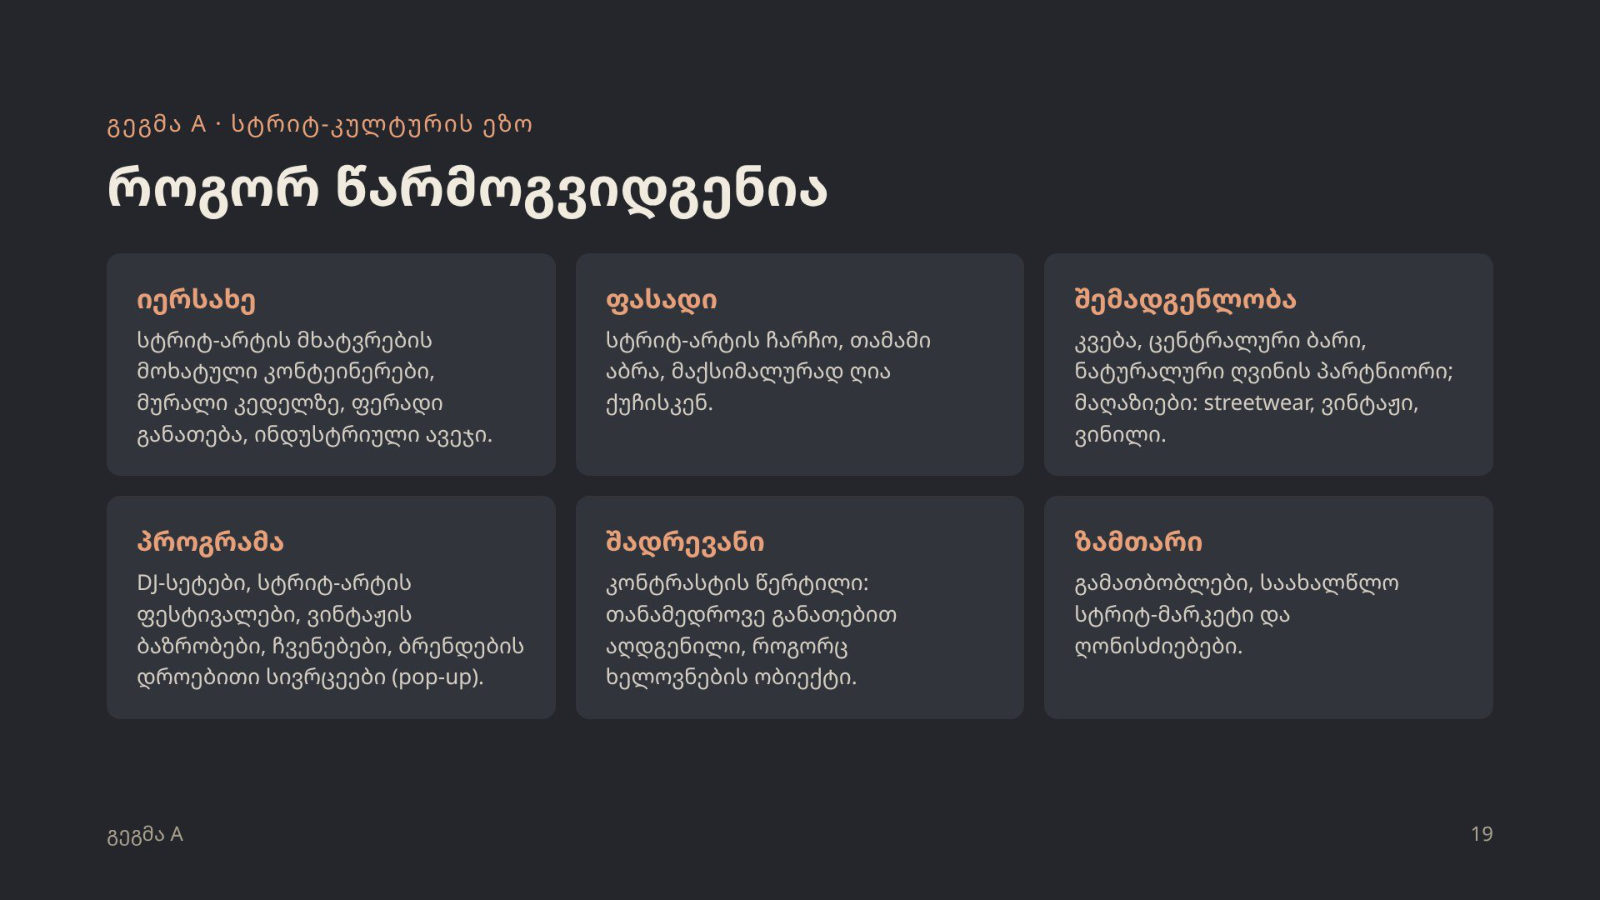 გეგმა A · სტრიტ-კულტურის ეზო
როგორ წარმოგვიდგენია
იერსახე
სტრიტ-არტის მხატვრების
მოხატული კონტეინერები,
მურალი კედელზე, ფერადი
განათება, ინდუსტრიული ავეჯი.
ფასადი
სტრიტ-არტის ჩარჩო, თამამი
აბრა, მაქსიმალურად ღია
ქუჩისკენ.
შემადგენლობა
კვება, ცენტრალური ბარი,
ნატურალური ღვინის პარტნიორი;
მაღაზიები: streetwear, ვინტაჟი,
ვინილი.
პროგრამა
DJ-სეტები, სტრიტ-არტის
ფესტივალები, ვინტაჟის
ბაზრობები, ჩვენებები, ბრენდების
დროებითი სივრცეები (pop-up).
შადრევანი
კონტრასტის წერტილი:
თანამედროვე განათებით
აღდგენილი, როგორც
ხელოვნების ობიექტი.
ზამთარი
გამათბობლები, საახალწლო
სტრიტ-მარკეტი და
ღონისძიებები.
გეგმა A
19